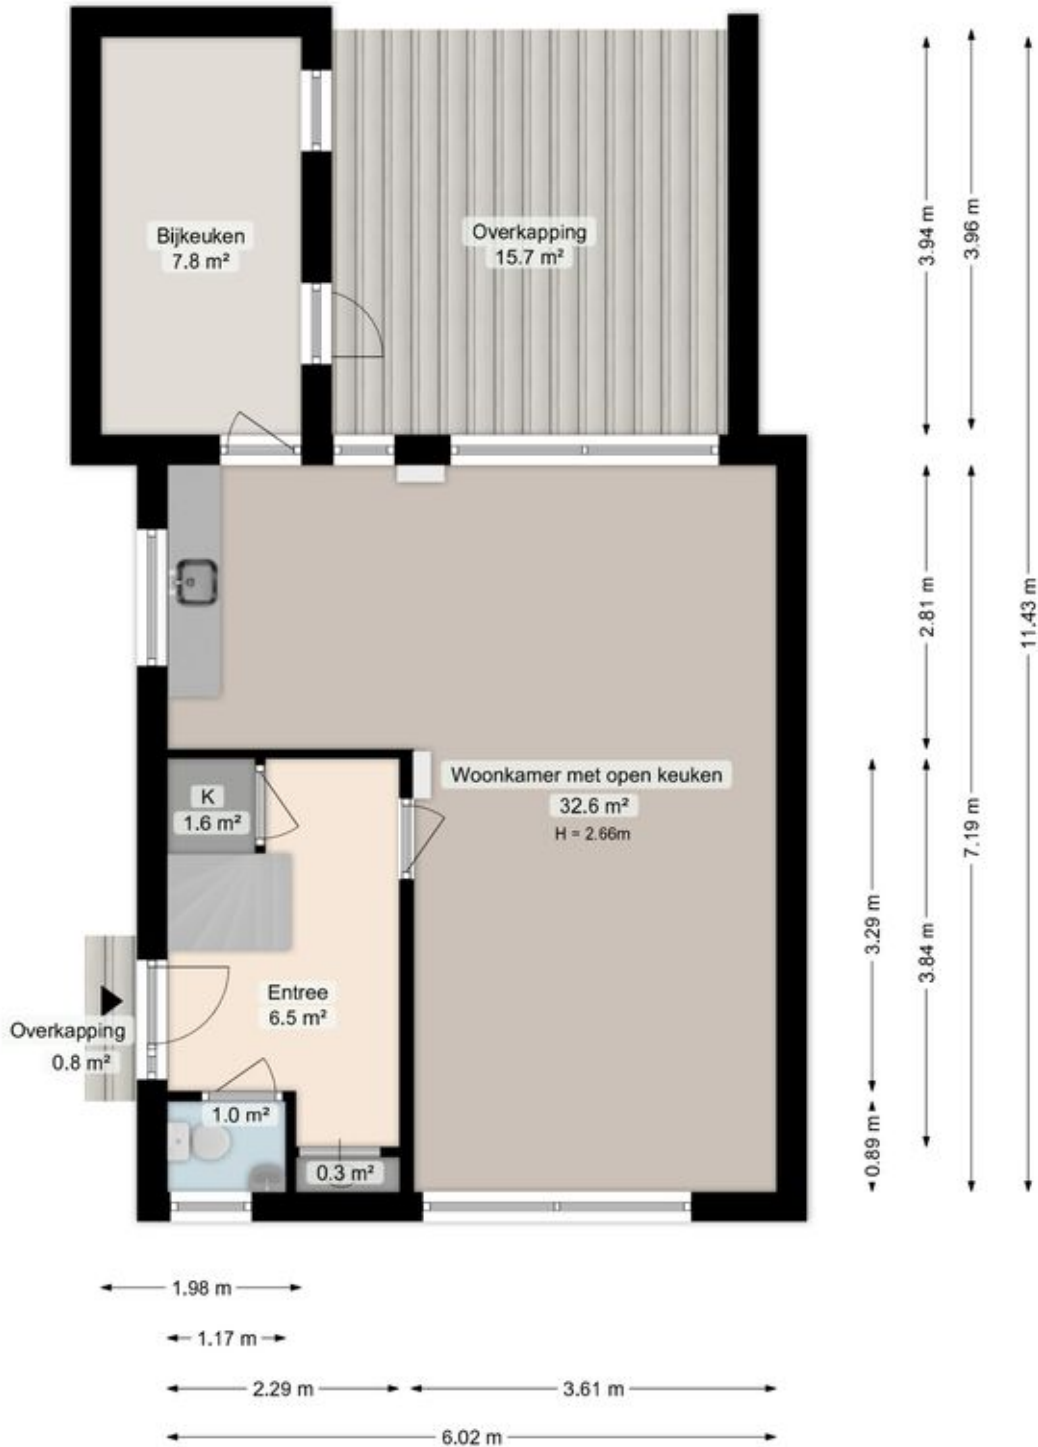 Bijkeuken
7.8 m²
Overkapping
15.7 m²
3.94 m
3.96 m
11.43 m
2.81 m
7.19 m
Woonkamer met open keuken
32.6 m²
H = 2.66m
K
1.6 m²
3.29 m
3.84 m
Entree
6.5 m²
Overkapping
0.8 m²
1.0 m²
0.3 m²
0.89 m
1.98 m
1.17 m
2.29 m
3.61 m
6.02 m